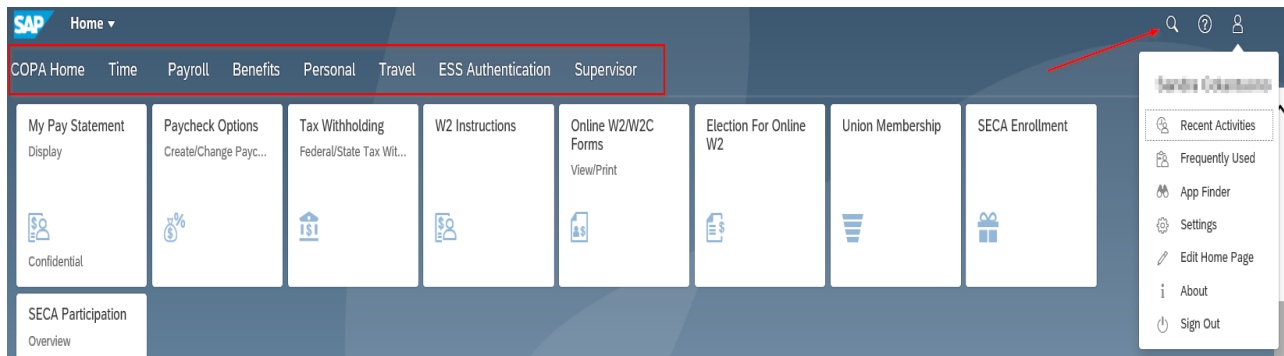 SAP Home
COPA Home Time Payroll Benefits Personal Travel ESS Authentication Supervisor
My Pay Statement
Display
Confidential
Paycheck Options
Create/Change Payc...
Tax Withholding
Federal/State Tax Wit...
W2 Instructions
Online W2/W2C
Forms
View/Print
Election For Online
W2
Union Membership
SECA Enrollment
SECA Participation
Overview
Recent Activities
Frequently Used
App Finder
Settings
Edit Home Page
About
Sign Out